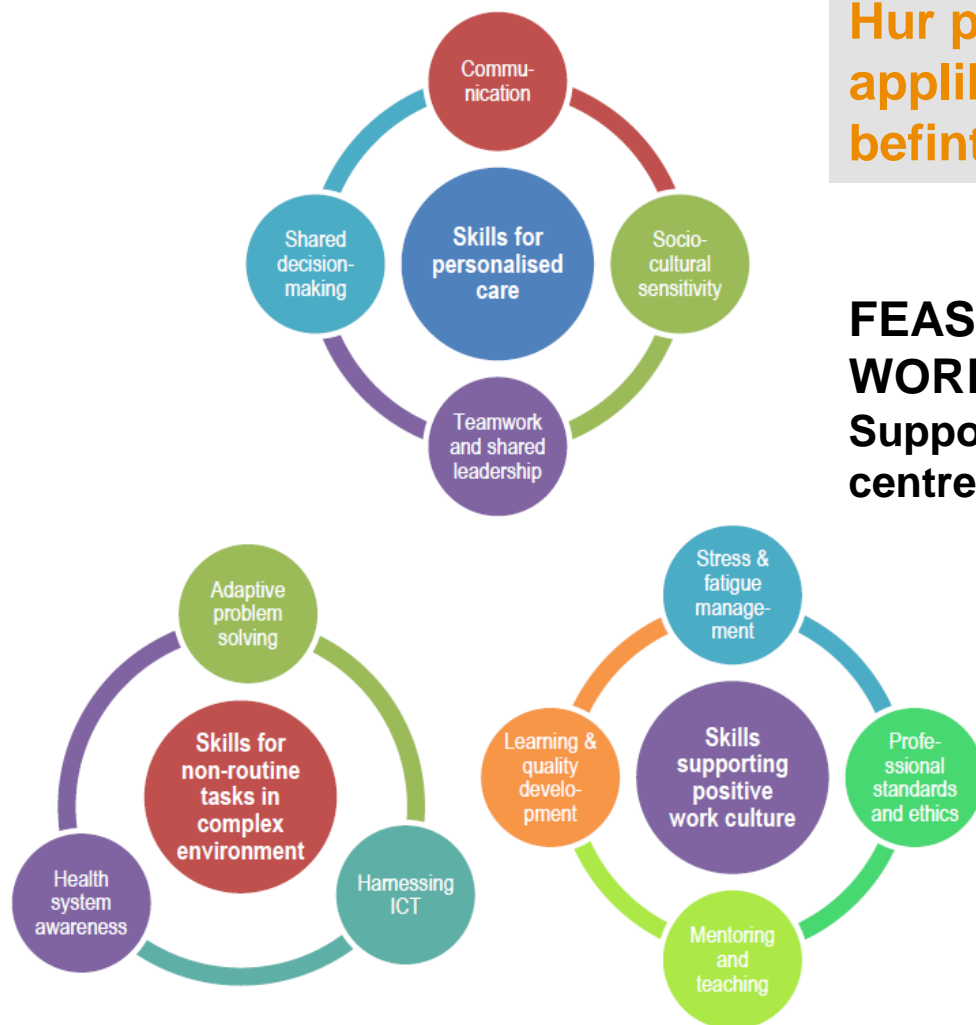 Commu-
nication
Shared
decision-
making
Skills for
personalised
care
Socio-
cultural
sensitivity
Teamwork
and shared
leadership
Hur
FEAS
WORK
Suppo
centre
Adaptive
problem
solving
Skills for
non-routine
tasks in
complex
environment
Health
system
awareness
Harnessing
ICT
Stress &
fatigue
manage-
ment
Learning &
quality
develo-
pment
Skills
supporting
positive
work culture
Profe-
ssional
standards
and ethics
Mentoring
and
teaching